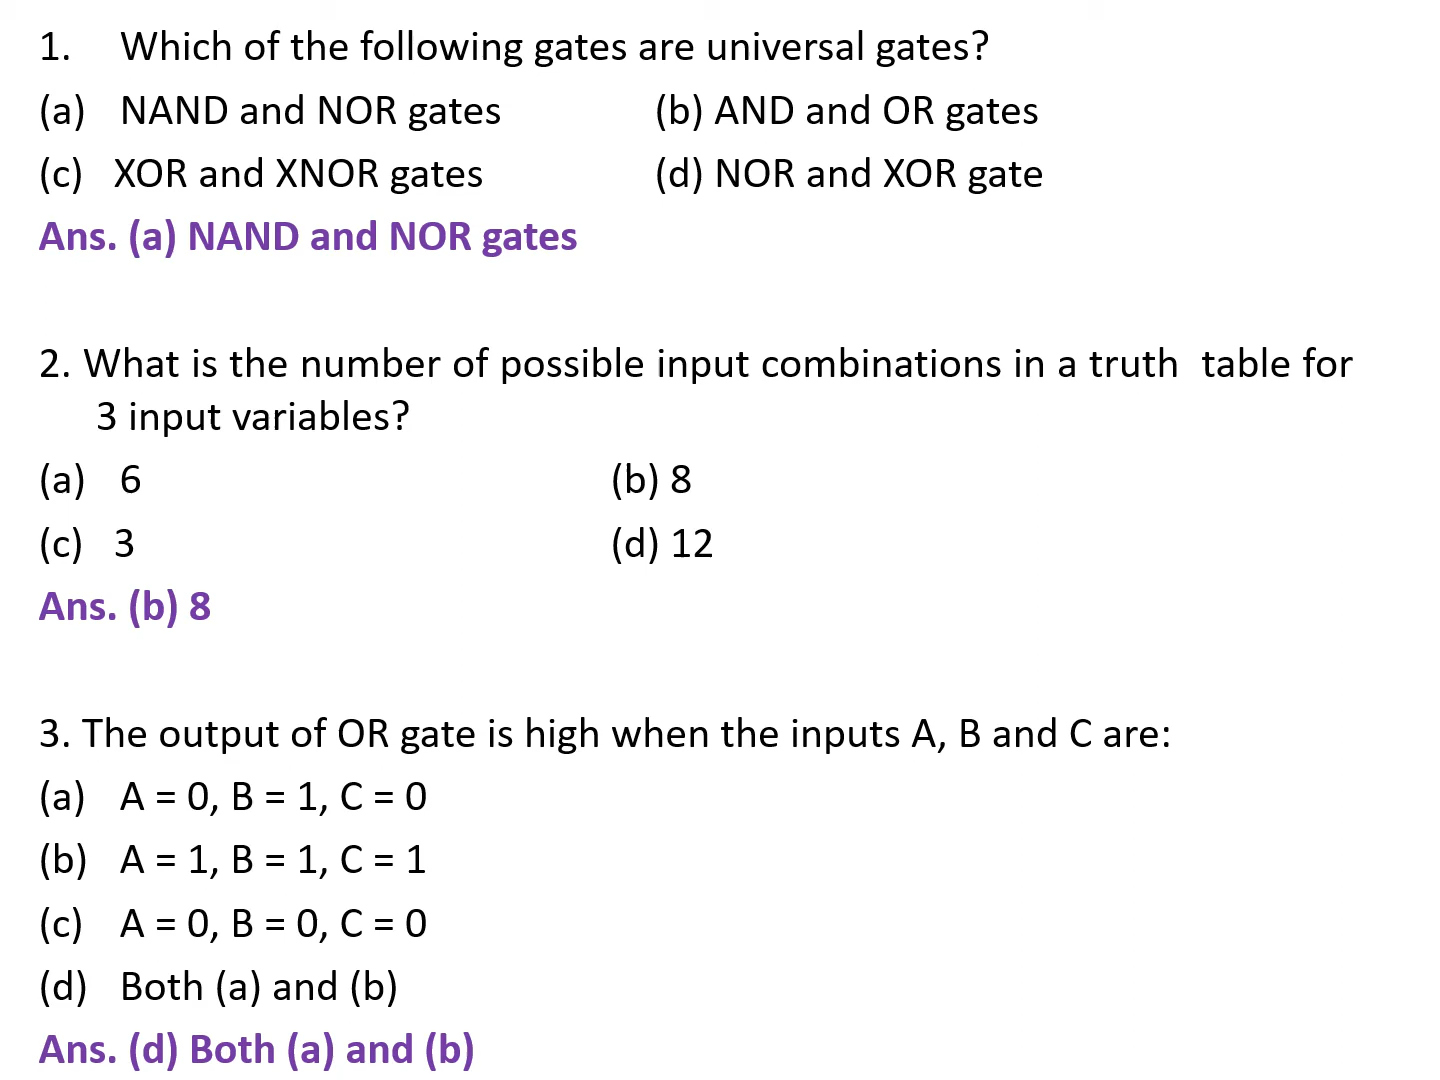 1. Which of the following gates are universal gates?
(a) NAND and NOR gates (b) AND and OR gates
(c) XOR and XNOR gates (d) NOR and XOR gate
Ans. (a) NAND and NOR gates
2. What is the number of possible input combinations in a truth table for
3 input variables?
(a) 6 (b) 8
(c) 3 (d) 12
Ans. (b) 8
3. The output of OR gate is high when the inputs A, B and C are:
(a) A = 0, B = 1, C = 0
(b) A = 1, B = 1, C = 1
(c) A = 0, B = 0, C = 0
(d) Both (a) and (b)
Ans. (d) Both (a) and (b)